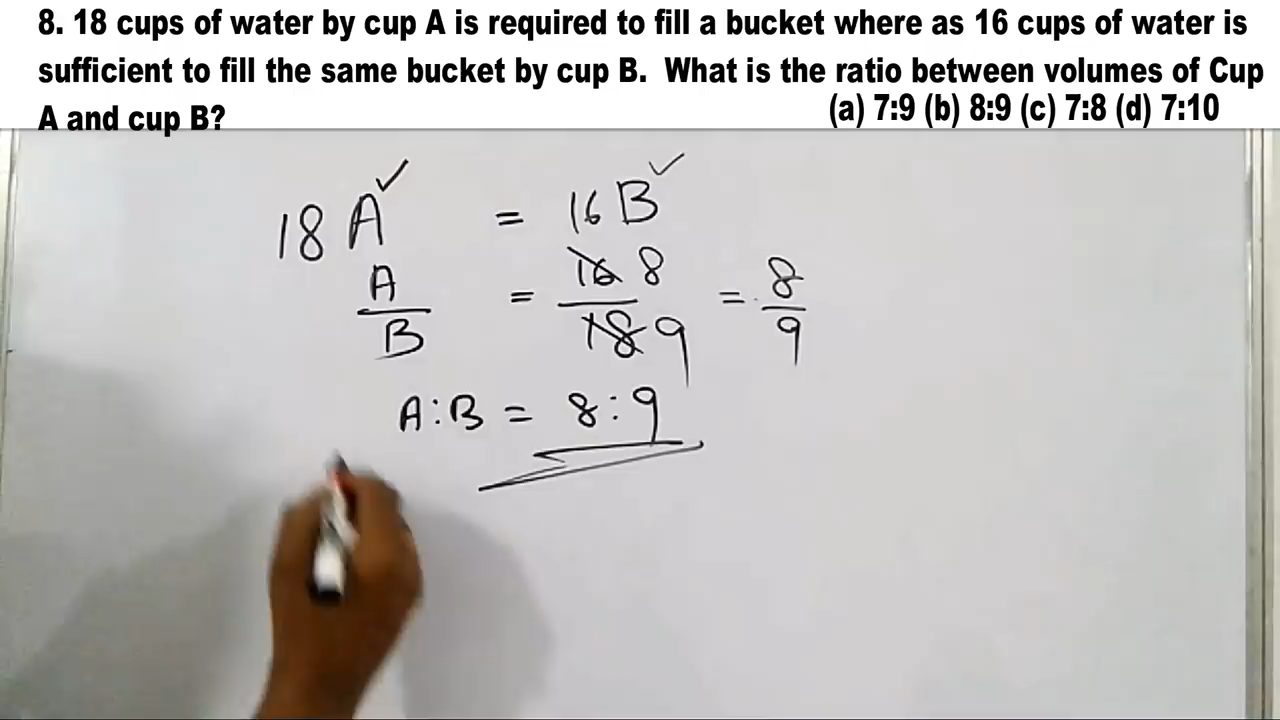 8. 18 cups of water by cup A is required to fill a bucket where as 16 cups of water is
sufficient to fill the same bucket by cup B. What is the ratio between volumes of Cup
A and cup B? (a) 7:9 (b) 8:9 (c) 7:8 (d) 7:10
18 A = 16 B
A/B = 16 8/18 9 = 8/9
A:B = 8:9